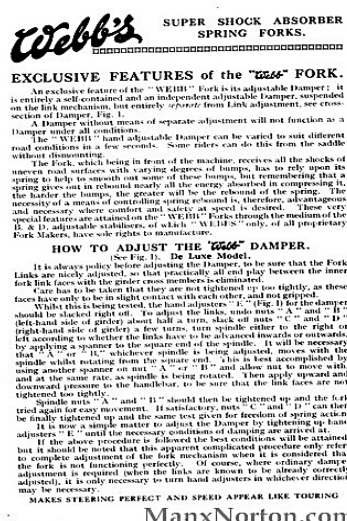 Webb's
SUPER SHOCK ABSORBER
SPRING FORKS.
EXCLUSIVE FEATURES of the "Webb" FORK.
An exclusive feature of the "WEBB" Fork is its adjustable Damper; it
is entirely a self-contained and an independent adjustable Damper, suspended
on the link mechanism, but entirely separate from Link adjustment, see cross-
section of Damper, Fig. 1.
A Damper without means of separate adjustment will not function as a
Damper under all conditions.
The "WEBB" hand adjustable Damper can be varied to suit different
road conditions in a few seconds. Some riders can do this from the saddle
without dismounting.
The Fork, which being in front of the machine, receives all the shocks of
uneven road surfaces with varying degrees of bumps, has to rely upon its
spring to help to smooth out some of these bumps, but remembering that a
spring gives out in rebound nearly all the energy absorbed in compressing it,
the harder the bumps, the greater will be the rebound of the spring. The
necessity of a means of controlling spring rebound is, therefore, advantageous
and necessary where comfort and safety at speed is desired. These very
special features are attained on the "WEBB" Forks through the medium of the
B. & D. adjustable stabilisers, of which "WEBB'S" only, of all proprietary
Fork Makers, have sole rights to manufacture.
HOW TO ADJUST THE "Webb" DAMPER.
(See Fig. 1). De Luxe Model.
It is always policy before adjusting the Damper, to be sure that the Fork
Links are nicely adjusted, so that practically all end play between the inner
fork link faces with the girder cross members is eliminated.
Care has to be taken that they are not tightened up too tightly, as these
faces have only to be in slight contact with each other, and not gripped.
Whilst this is being tested, the hand adjusters "E" (Fig. 1) for the damper
should be slacked right off. To adjust the links, undo nuts "A" and "B"
(left-hand side of girder) about half a turn, slack off nuts "C" and "D"
(right-hand side of girder) a few turns, turn spindle either to the right or
left according to whether the links have to be advanced inwards or outwards,
by applying a spanner to the square end of the spindle. It will be necessary
that "A" or "B," whichever spindle is being adjusted, moves with the
spindle whilst rotating from the square end. This is best accomplished by
using another spanner on nut "A" or "B" and allow nut to move with,
and at the same rate, as spindle is being rotated. Then apply upward and
downward pressure to the handlebar, to be sure that the link faces are not
tightened too tightly.
Spindle nuts "A" and "B" should then be tightened up and the fork
tried again for easy movement. If satisfactory, nuts "C" and "D" can then
be finally tightened up and the same test given for freedom of spring action
It is now a simple matter to adjust the Damper by tightening up hand
adjusters "E" until the necessary conditions of damping are arrived at.
If the above procedure is followed the best conditions will be attained
but it should be noted that this apparent complicated procedure only refers
to complete adjustment of the fork mechanism when it is considered that
the fork is not functioning perfectly. Of course, where ordinary damper
adjustment is required (when the links are known to be already correctly
adjusted), it is only necessary to turn hand adjusters in whichever direction
may be necessary.
MAKES STEERING PERFECT AND SPEED APPEAR LIKE TOURING
ManxNorton.com